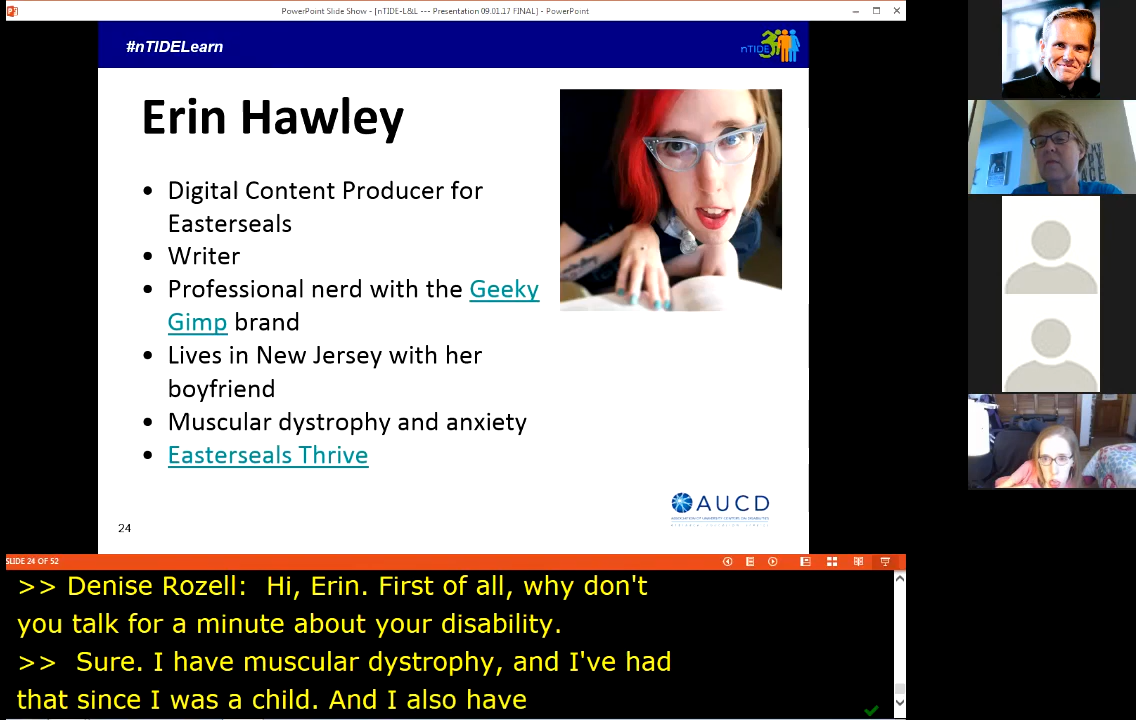 PowerPoint Slide Show - [nTIDE-L&L --- Presentation 09.01.17 FINAL] - PowerPoint
#nTIDELearn
nTIDE
Erin Hawley
• Digital Content Producer for
Easterseals
• Writer
• Professional nerd with the Geeky
Gimp brand
• Lives in New Jersey with her
boyfriend
• Muscular dystrophy and anxiety
• Easterseals Thrive
AUCD
24
SLIDE 24 OF 52
>> Denise Rozell:  Hi, Erin. First of all, why don't
you talk for a minute about your disability.
>>  Sure. I have muscular dystrophy, and I've had
that since I was a child. And I also have